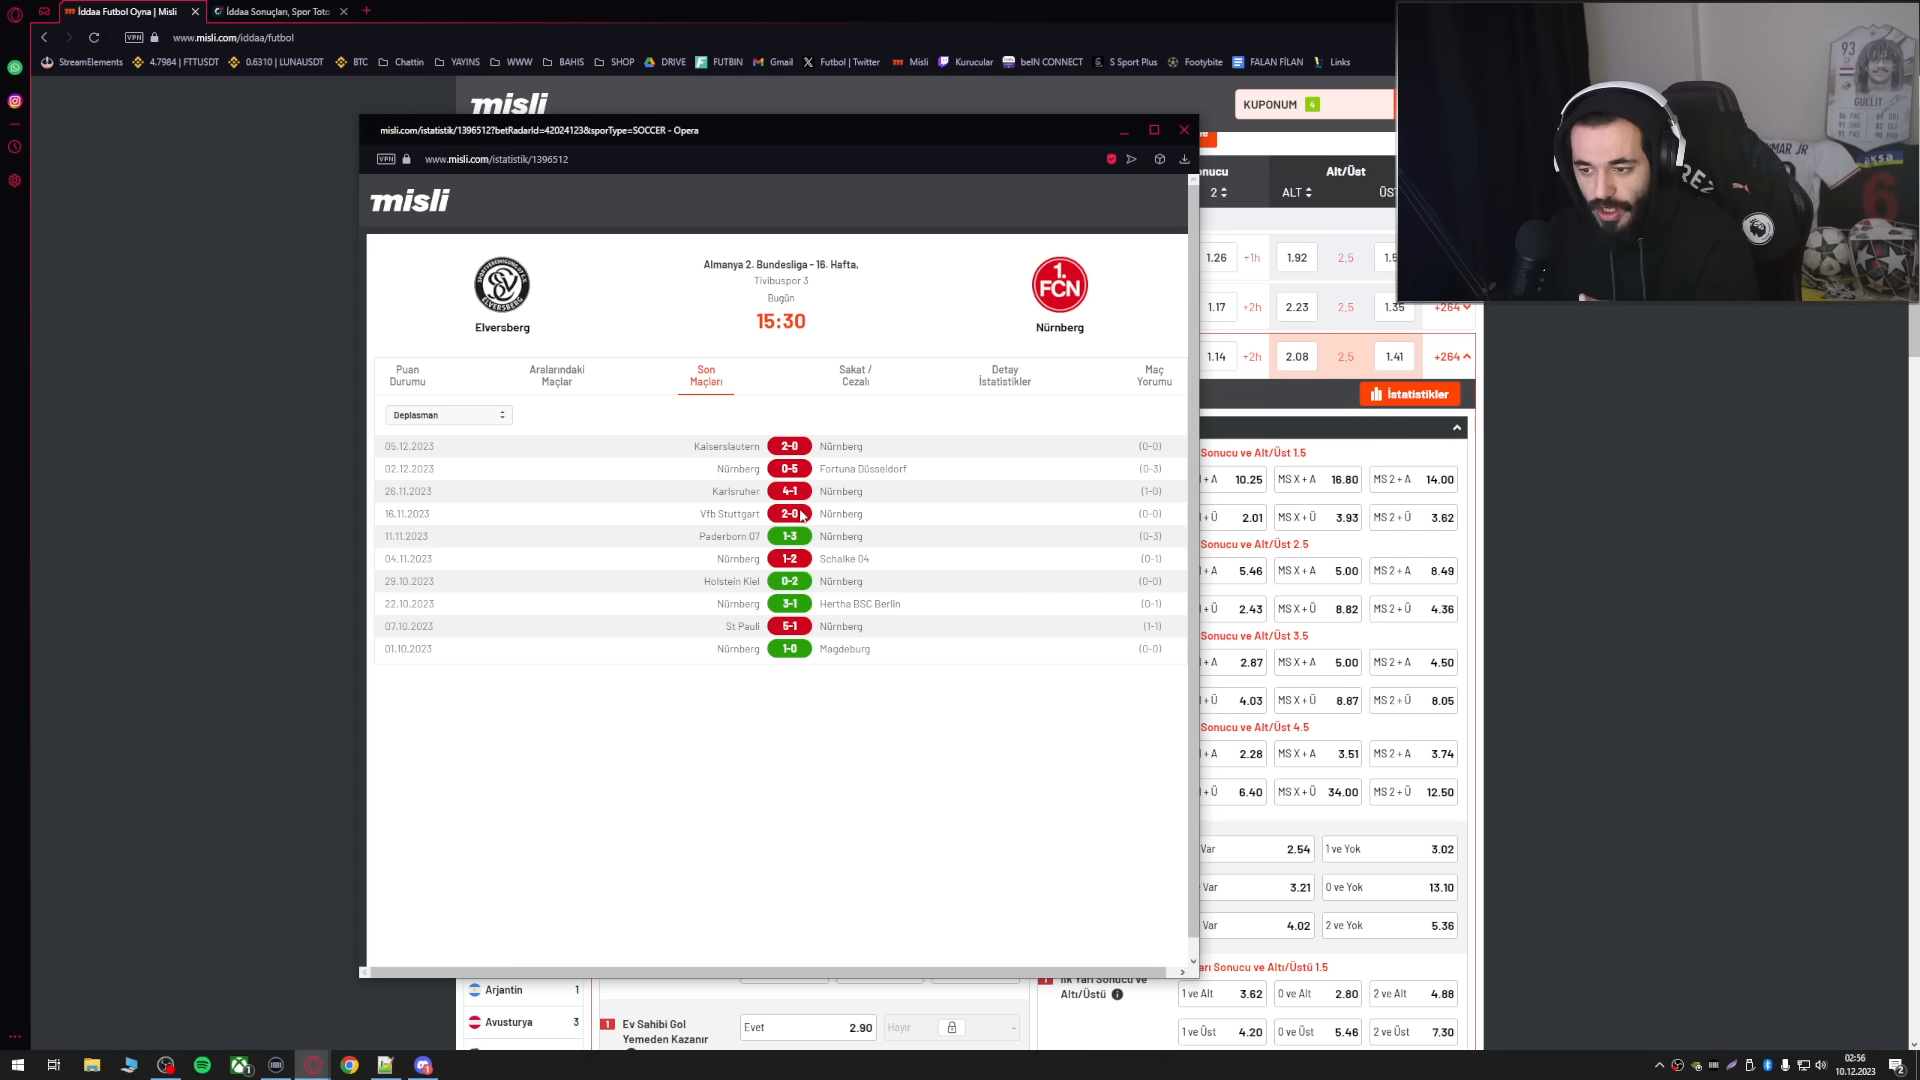 İddaa Futbol Oyna | Misli
İddaa Sonuçları, Spor Toto
VPN
www.misli.com/iddaa/futbol
StreamElements
4.7984 | FTTUSDT
0.6310 | LUNAUSDT
BTC
Chattin
YAYINS
WWW
BAHIS
SHOP
DRIVE
FUTBIN
Gmail
Futbol | Twitter
Misli
Kurucular
beIN CONNECT
S Sport Plus
Footybite
FALAN FİLAN
Links
misli
KUPONUM 4
misli.com/istatistik/1396512?betRadarId=42024123&sporType=SOCCER - Opera
VPN
www.misli.com/istatistik/1396512
misli
Elversberg
Almanya 2. Bundesliga - 16. Hafta,
Tivibuspor 3
Bugün
15:30
1.
FCN
Nürnberg
Puan Durumu
Aralarındaki Maçlar
Son Maçları
Sakat / Cezalı
Detay İstatistikler
Maç Yorumu
Deplasman
05.12.2023 Kaiserslautern 2-0 Nürnberg (0-0)
02.12.2023 Nürnberg 0-5 Fortuna Düsseldorf (0-3)
26.11.2023 Karlsruher 4-1 Nürnberg (1-0)
16.11.2023 Vfb Stuttgart 2-0 Nürnberg (0-0)
11.11.2023 Paderborn 07 1-3 Nürnberg (0-3)
04.11.2023 Nürnberg 1-2 Schalke 04 (0-1)
29.10.2023 Holstein Kiel 0-2 Nürnberg (0-0)
22.10.2023 Nürnberg 3-1 Hertha BSC Berlin (0-1)
07.10.2023 St Pauli 5-1 Nürnberg (1-1)
01.10.2023 Nürnberg 1-0 Magdeburg (0-0)
Alt/Üst
2 ALT
1.26 +1h 1.92 2.5
1.17 +2h 2.23 2.5 1.35 +264
1.14 +2h 2.08 2.5 1.41 +264
İstatistikler
Sonucu ve Alt/Üst 1.5
+ A 10.25 MS X + A 16.80 MS 2 + A 14.00
+ Ü 2.01 MS X + Ü 3.93 MS 2 + Ü 3.62
Sonucu ve Alt/Üst 2.5
+ A 5.46 MS X + A 5.00 MS 2 + A 8.49
+ Ü 2.43 MS X + Ü 8.82 MS 2 + Ü 4.36
Sonucu ve Alt/Üst 3.5
+ A 2.87 MS X + A 5.00 MS 2 + A 4.50
+ Ü 4.03 MS X + Ü 8.87 MS 2 + Ü 8.05
Sonucu ve Alt/Üst 4.5
+ A 2.28 MS X + A 3.51 MS 2 + A 3.74
+ Ü 6.40 MS X + Ü 34.00 MS 2 + Ü 12.50
Var 2.54 1 ve Yok 3.02
Var 3.21 0 ve Yok 13.10
Var 4.02 2 ve Yok 5.36
Sonucu ve Altı/Üstü 1.5
Altı/Üstü
1 ve Alt 3.62 0 ve Alt 2.80 2 ve Alt 4.88
1 ve Üst 4.20 0 ve Üst 5.46 2 ve Üst 7.30
Arjantin 1
Avusturya 3
1 Ev Sahibi Gol
Yemeden Kazanır
Evet 2.90 Hayır -
93
GULLIT
aksa
6
02:56
10.12.2023